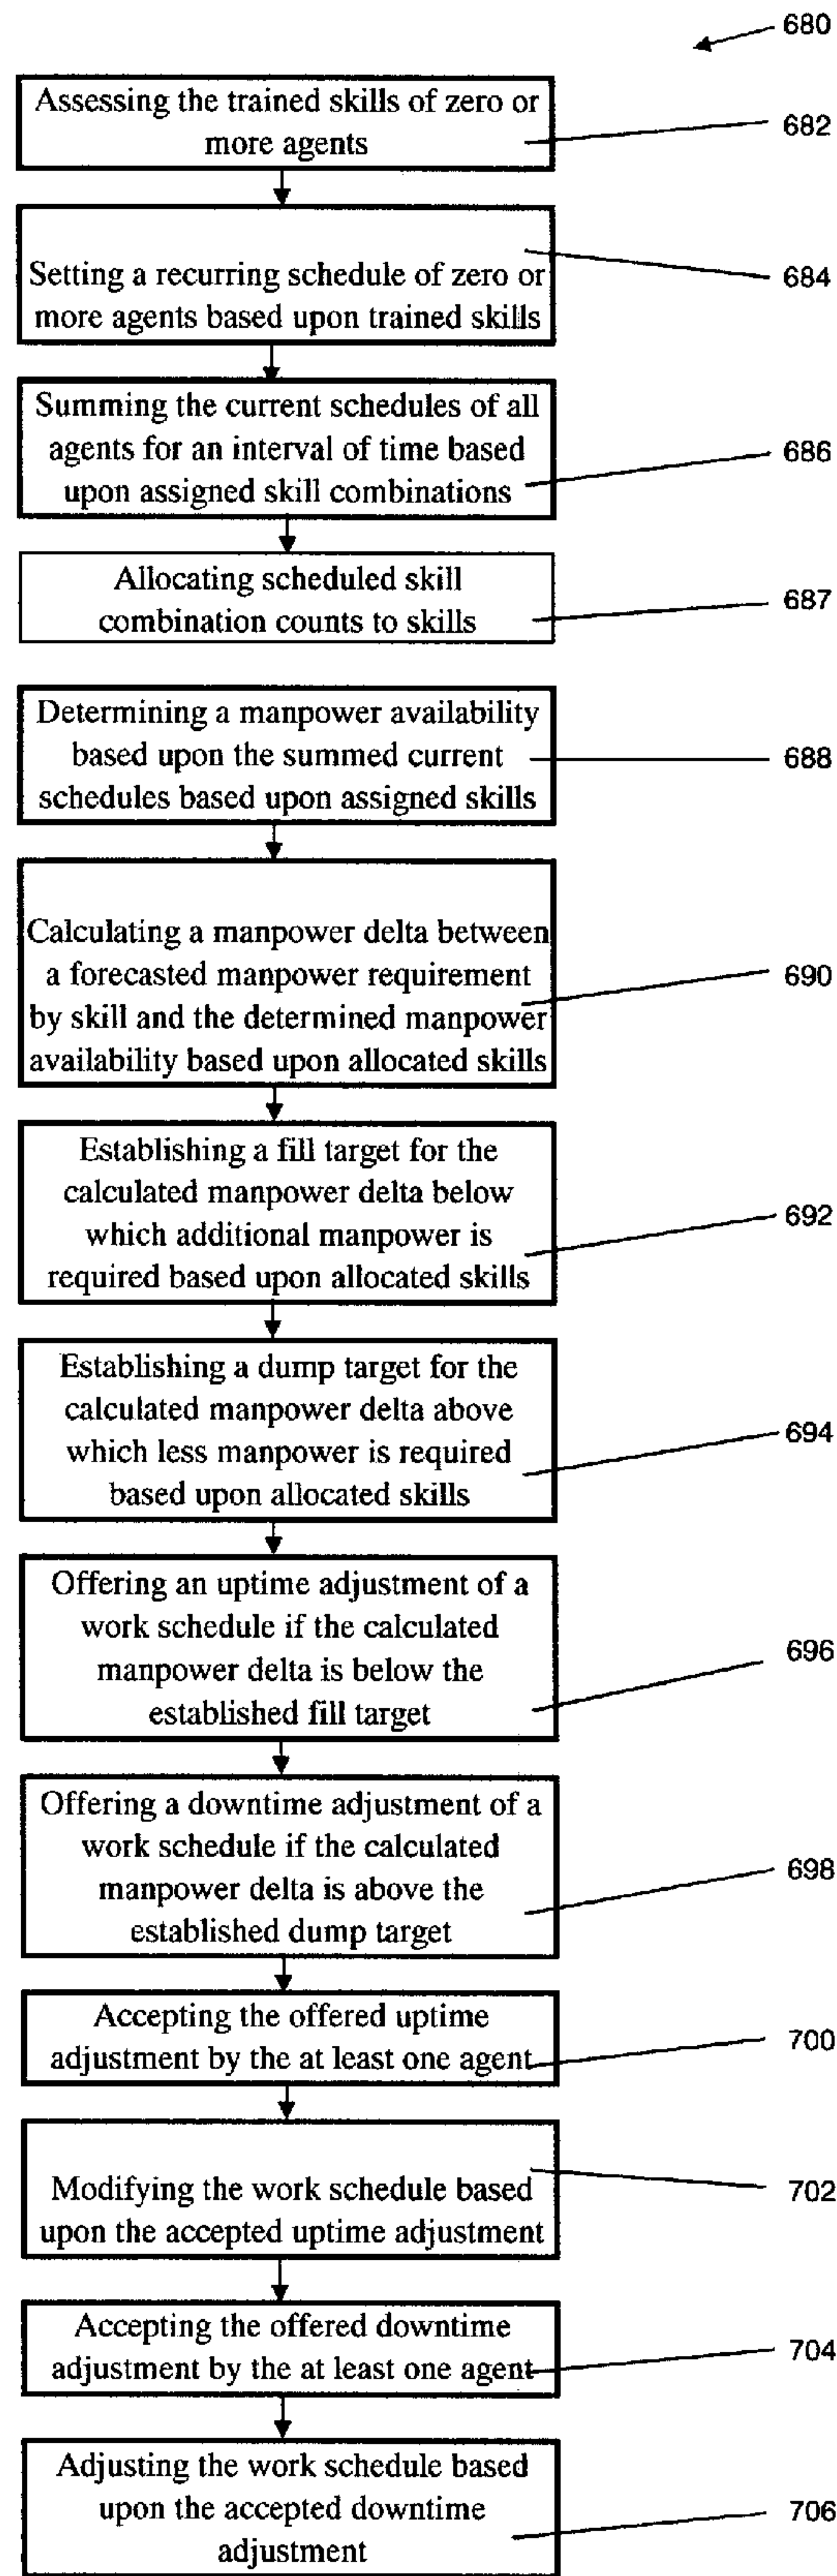 680
Assessing the trained skills of zero or
more agents
682
Setting a recurring schedule of zero or
more agents based upon trained skills
684
Summing the current schedules of all
agents for an interval of time based
upon assigned skill combinations
686
Allocating scheduled skill
combination counts to skills
687
Determining a manpower availability
based upon the summed current
schedules based upon assigned skills
688
Calculating a manpower delta between
a forecasted manpower requirement
by skill and the determined manpower
availability based upon allocated skills
690
Establishing a fill target for the
calculated manpower delta below
which additional manpower is
required based upon allocated skills
692
Establishing a dump target for the
calculated manpower delta above
which less manpower is required
based upon allocated skills
694
Offering an uptime adjustment of a
work schedule if the calculated
manpower delta is below the
established fill target
696
Offering a downtime adjustment of a
work schedule if the calculated
manpower delta is above the
established dump target
698
Accepting the offered uptime
adjustment by the at least one agent
700
Modifying the work schedule based
upon the accepted uptime adjustment
702
Accepting the offered downtime
adjustment by the at least one agent
704
Adjusting the work schedule based
upon the accepted downtime
adjustment
706